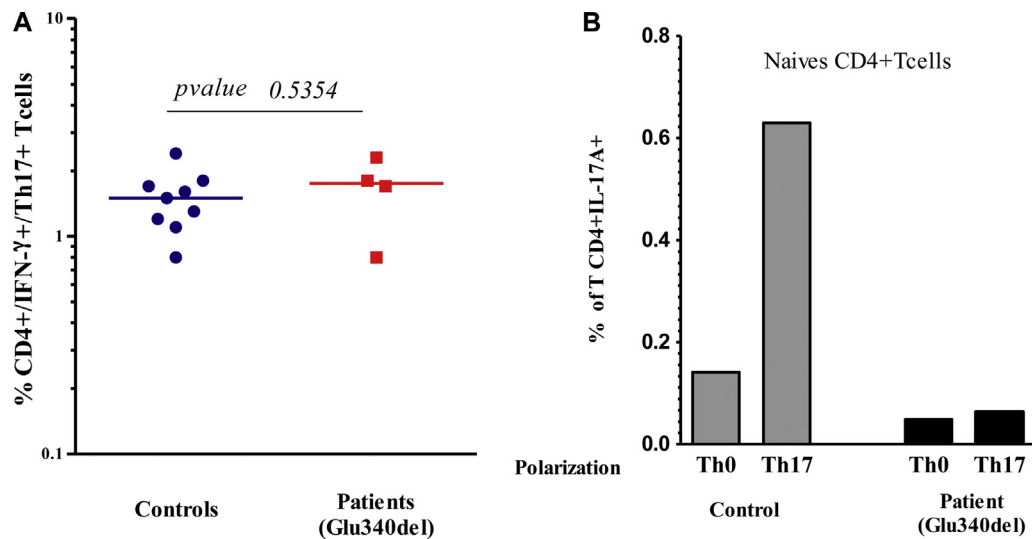 A
% CD4+/IFN-γ+/Th17+ Tcells
10
1
0.1
pvalue 0.5354
Controls
Patients
(Glu340del)
B
% of T CD4+IL-17A+
0.8
0.6
0.4
0.2
0.0
Naives CD4+Tcells
Polarization
Th0 Th17 Th0 Th17
Control
Patient
(Glu340del)